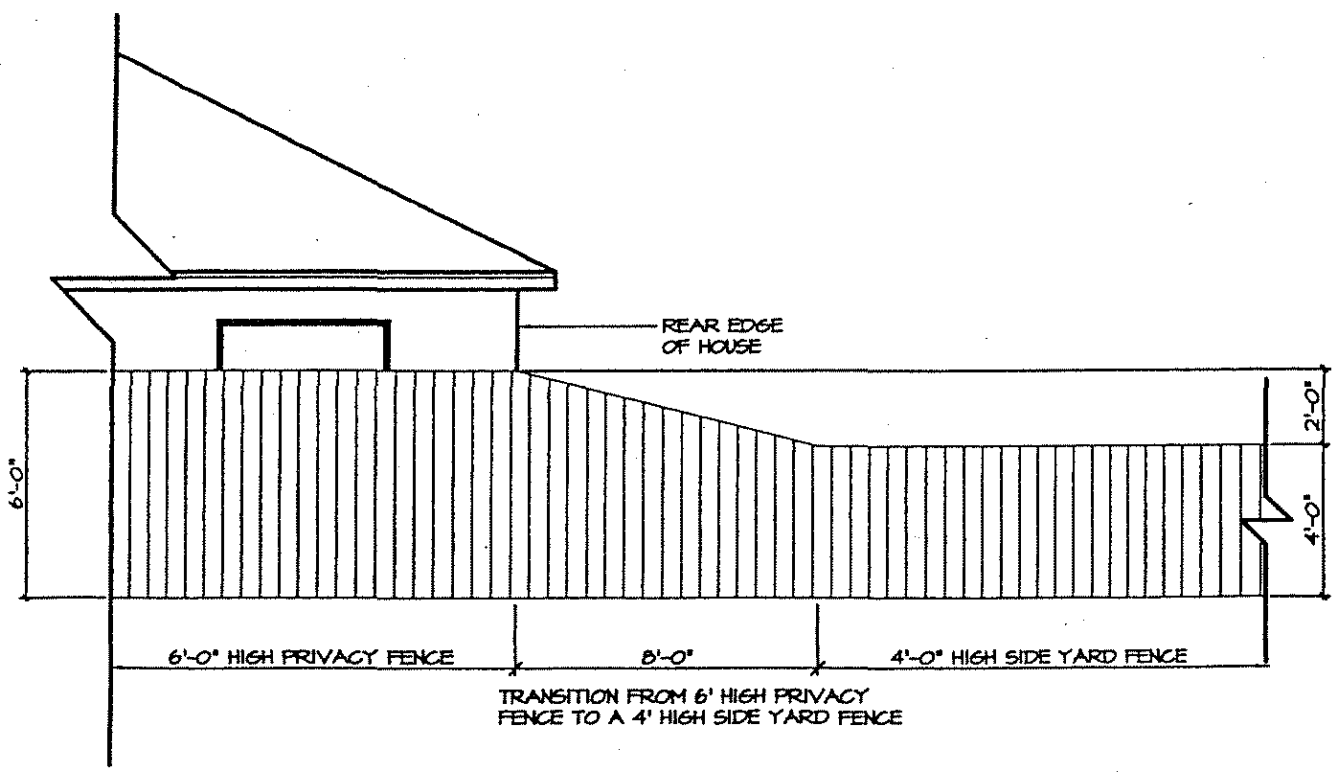 REAR EDGE
OF HOUSE
2'-0"
6'-0"
4'-0"
6'-0" HIGH PRIVACY FENCE
8'-0"
4'-0" HIGH SIDE YARD FENCE
TRANSITION FROM 6' HIGH PRIVACY
FENCE TO A 4' HIGH SIDE YARD FENCE